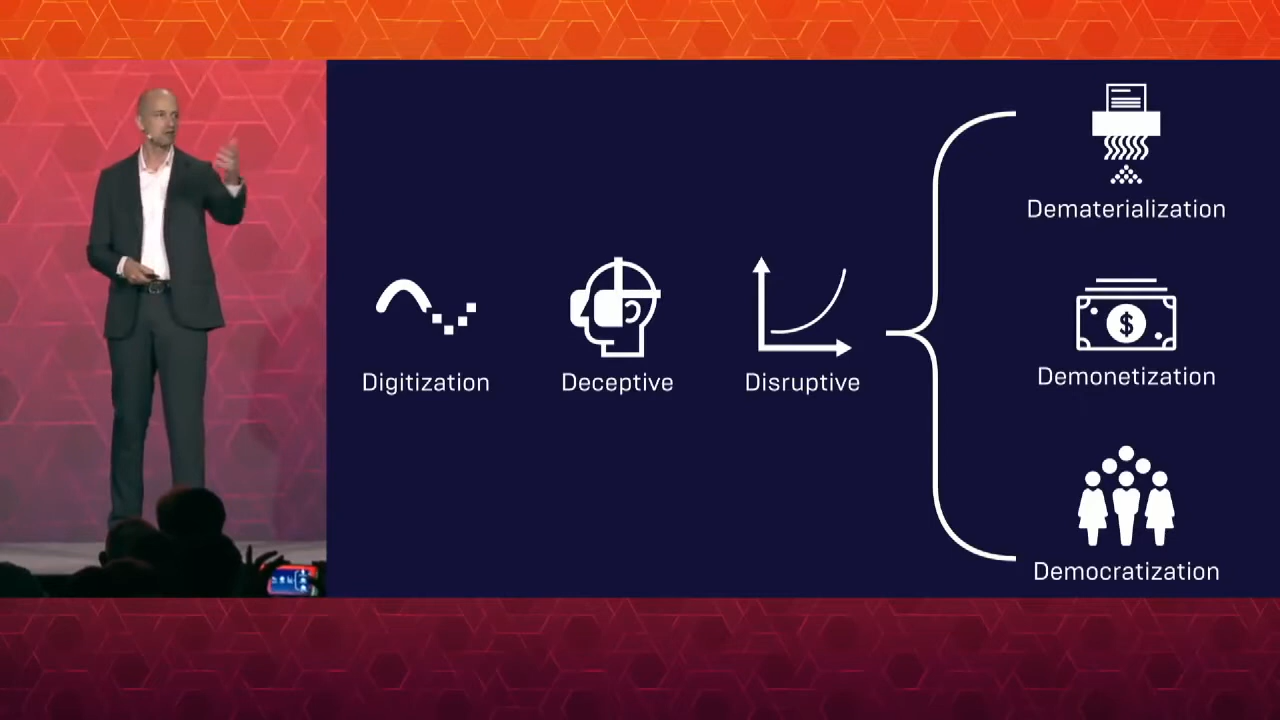 Digitization
Deceptive
Disruptive
Dematerialization
$
Demonetization
Democratization